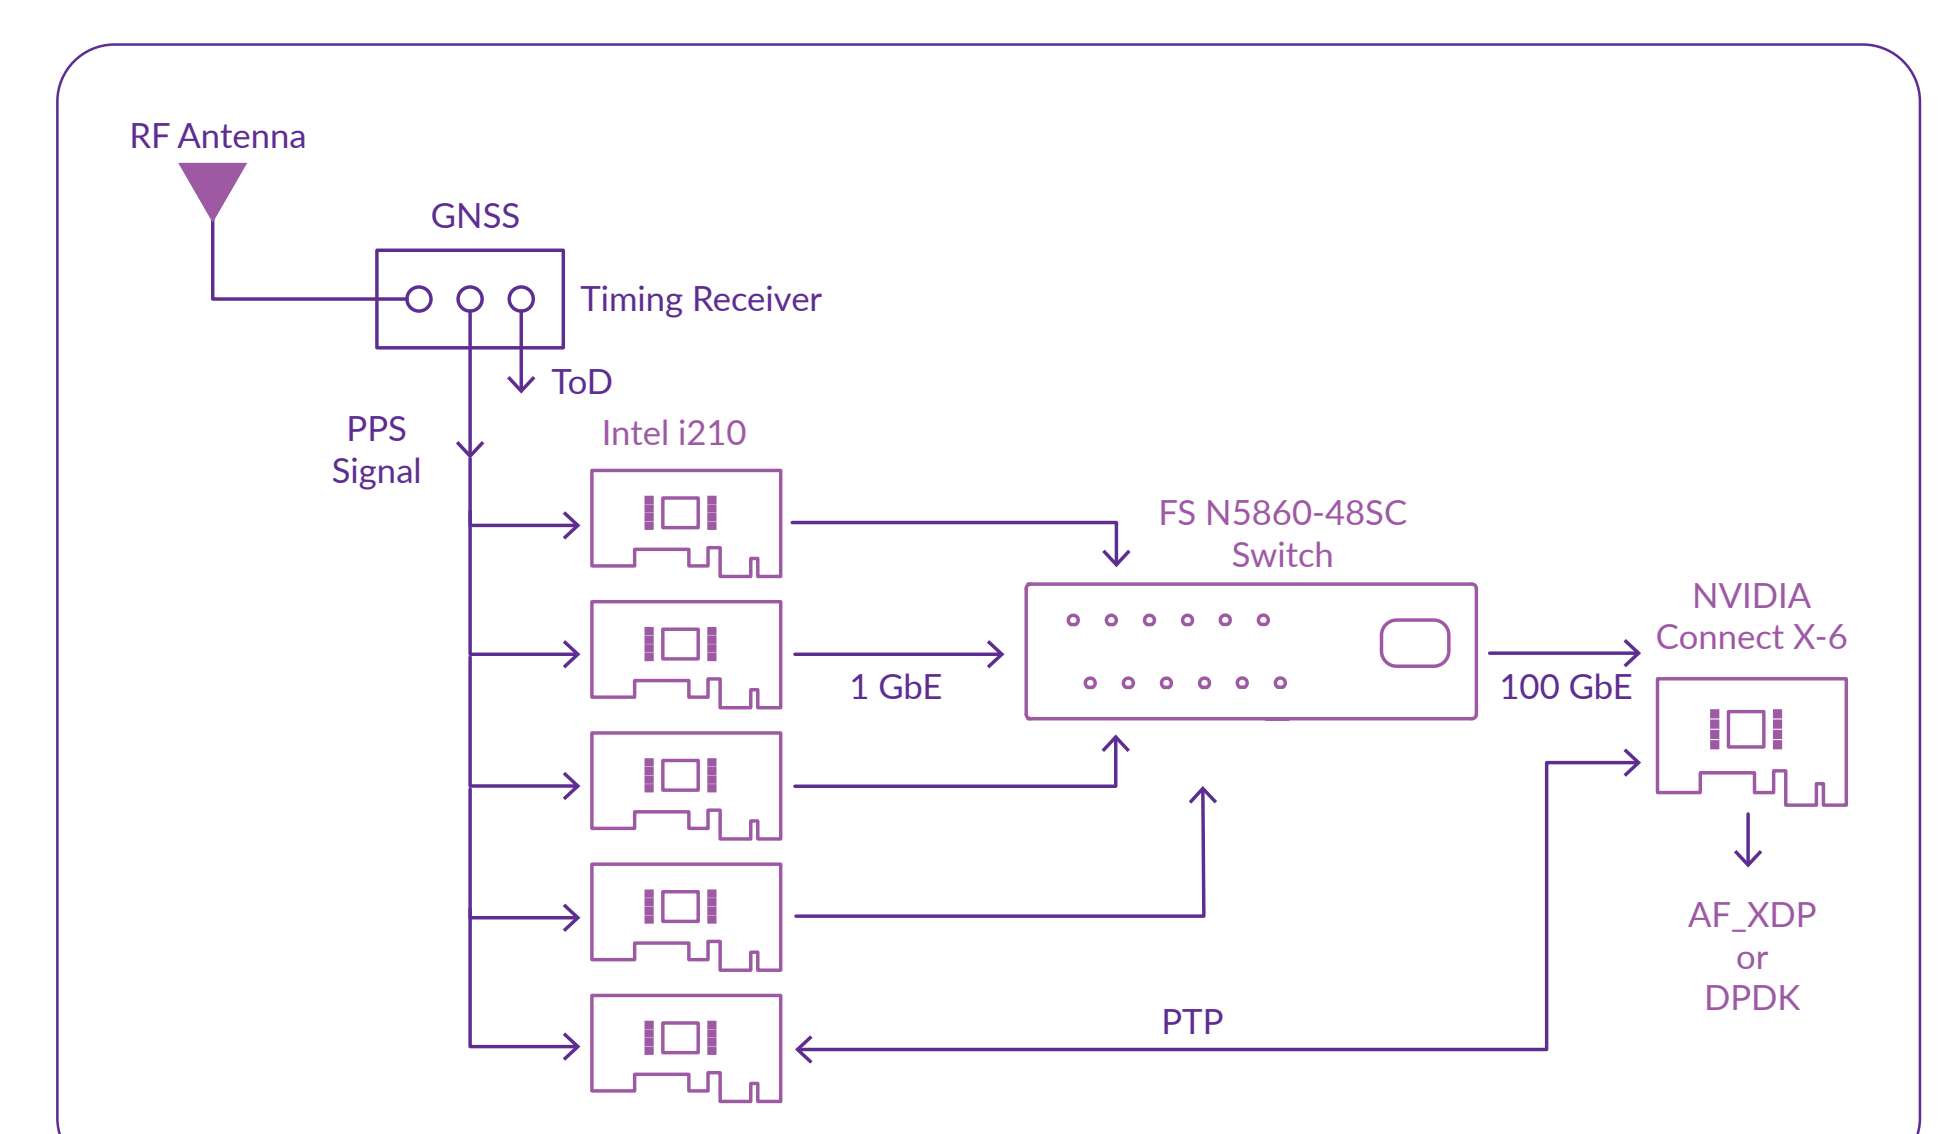 RF Antenna
GNSS
Timing Receiver
ToD
PPS
Signal
Intel i210
FS N5860-48SC
Switch
NVIDIA
Connect X-6
1 GbE
100 GbE
AF_XDP
or
DPDK
PTP